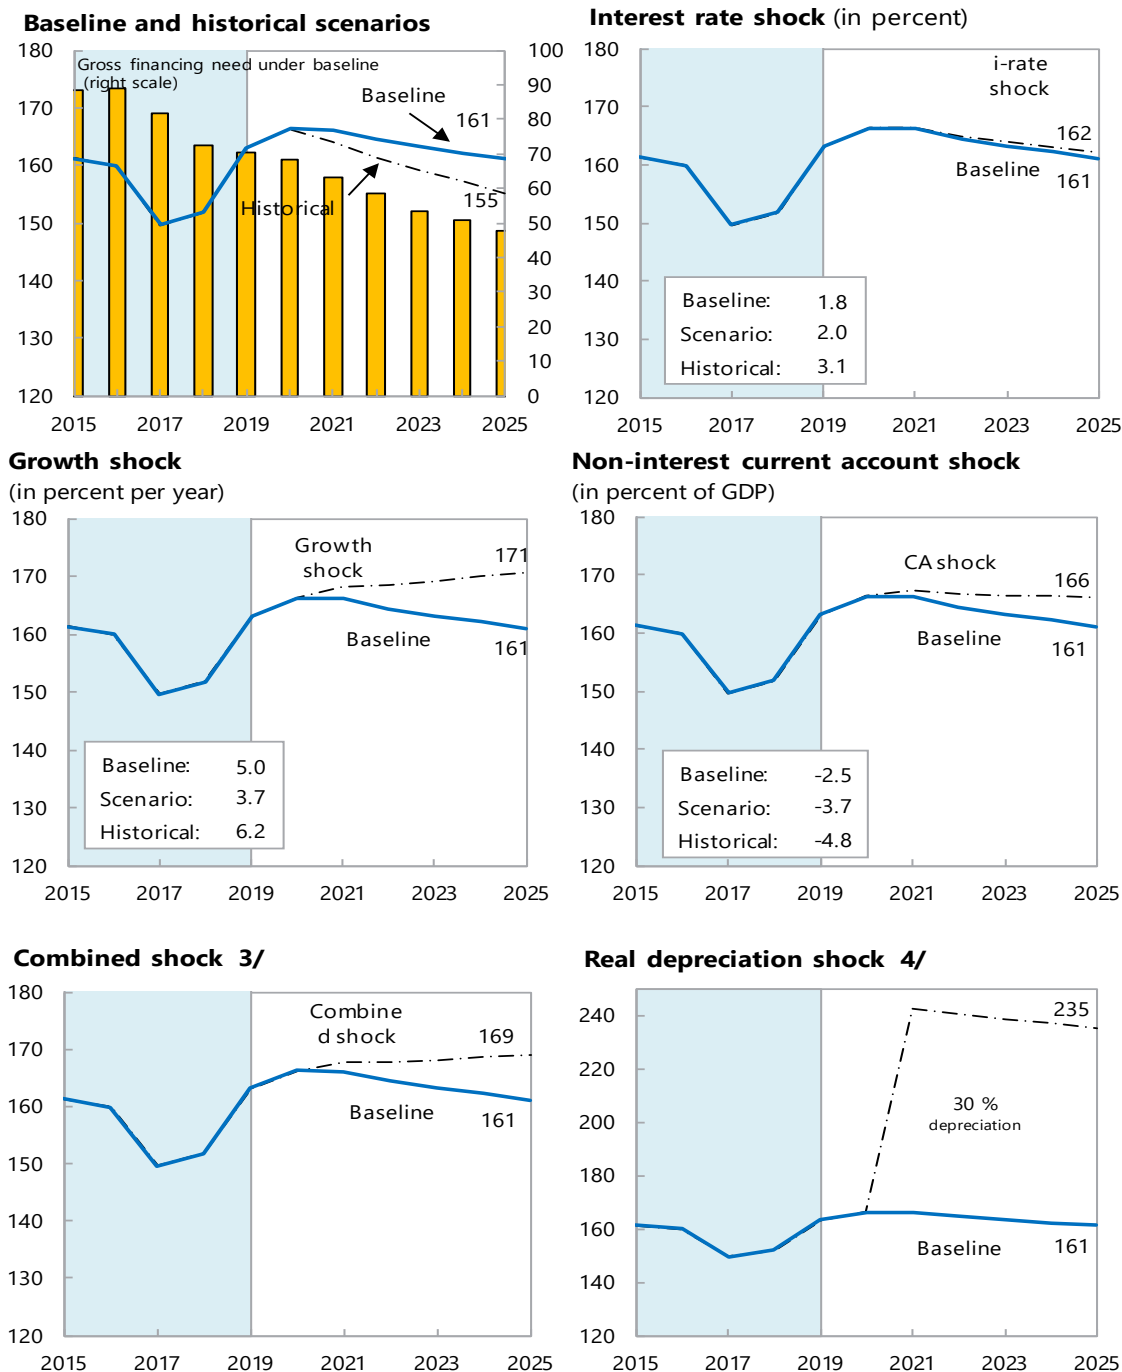 Baseline and historical scenarios
180
170
160
150
140
130
120
100
90
80
70
60
50
40
30
20
10
0
Gross financing need under baseline
(right scale)
Baseline
161
Historical
155
2015 2017 2019 2021 2023 2025
Interest rate shock (in percent)
180
170
160
150
140
130
120
i-rate
shock
162
Baseline
161
Baseline: 1.8
Scenario: 2.0
Historical: 3.1
2015 2017 2019 2021 2023 2025
Growth shock
(in percent per year)
180
170
160
150
140
130
120
Growth
shock
171
Baseline
161
Baseline: 5.0
Scenario: 3.7
Historical: 6.2
2015 2017 2019 2021 2023 2025
Non-interest current account shock
(in percent of GDP)
180
170
160
150
140
130
120
CA shock
166
Baseline
161
Baseline: -2.5
Scenario: -3.7
Historical: -4.8
2015 2017 2019 2021 2023 2025
Combined shock 3/
180
170
160
150
140
130
120
Combine
d shock
169
Baseline
161
2015 2017 2019 2021 2023 2025
Real depreciation shock 4/
240
220
200
180
160
140
120
235
30 %
depreciation
Baseline
161
2015 2017 2019 2021 2023 2025